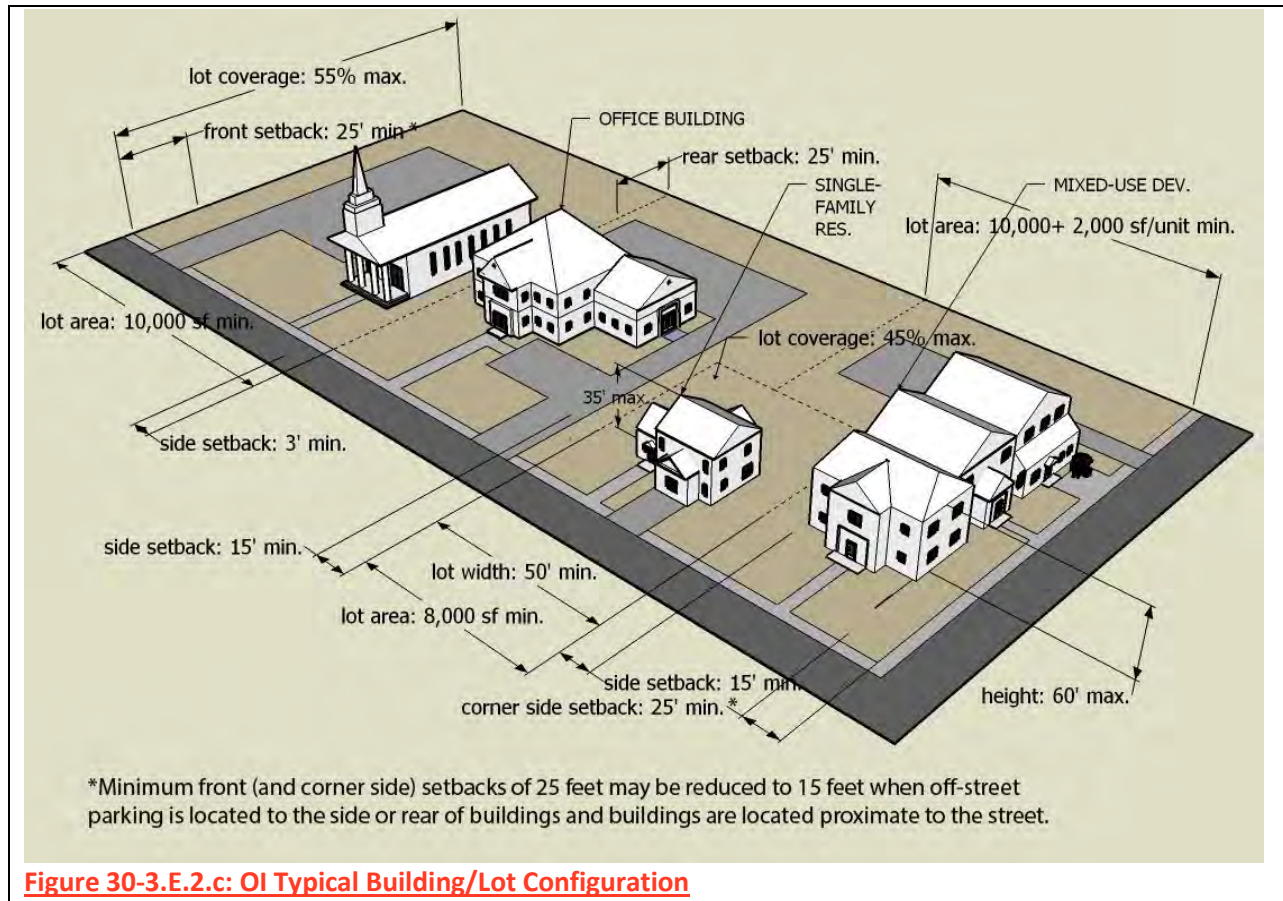 lot coverage: 55% max.
front setback: 25' min*
OFFICE BUILDING
rear setback: 25' min.
SINGLE-
FAMILY
RES.
MIXED-USE DEV.
lot area: 10,000+ 2,000 sf/unit min.
lot area: 10,000 sf min.
lot coverage: 45% max.
35' max.
side setback: 3' min.
side setback: 15' min.
lot width: 50' min.
lot area: 8,000 sf min.
side setback: 15' min.
corner side setback: 25' min.*
height: 60' max.
*Minimum front (and corner side) setbacks of 25 feet may be reduced to 15 feet when off-street
parking is located to the side or rear of buildings and buildings are located proximate to the street.
Figure 30-3.E.2.c: OI Typical Building/Lot Configuration